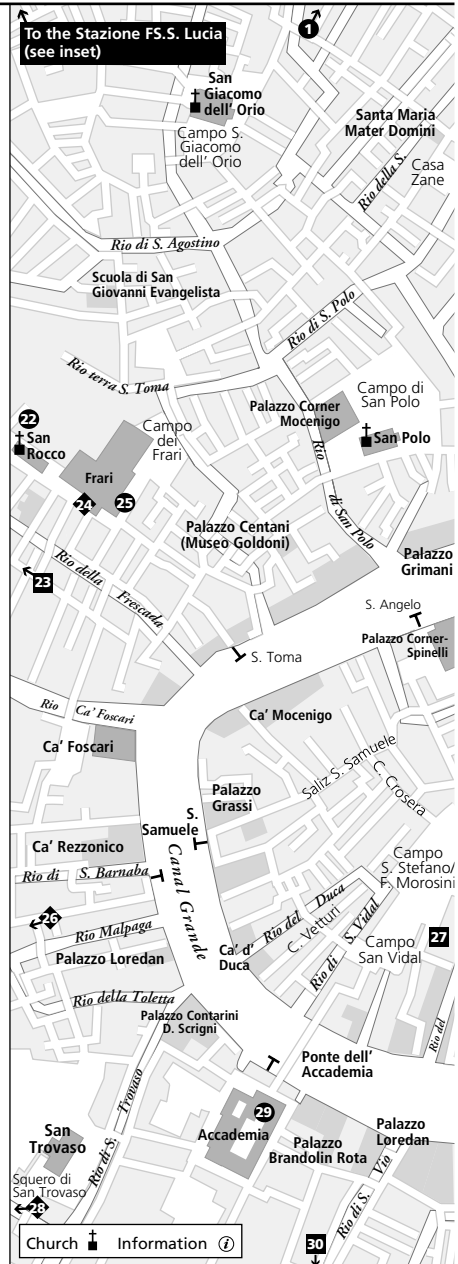 To the Stazione FS.S. Lucia
(see inset)
1
San
Giacomo
dell' Orio
Campo S.
Giacomo
dell' Orio
Santa Maria
Mater Domini
Rio della S.
Casa
Zane
Rio di S. Agostino
Scuola di San
Giovanni Evangelista
Rio di S. Polo
Rio terra S. Toma
Campo di
San Polo
Palazzo Corner
Mocenigo
22
San
Rocco
Campo
dei
Frari
San Polo
Frari
Rio
di San Polo
24
25
Palazzo Centani
(Museo Goldoni)
Palazzo
Grimani
23
Rio della
Frescada
S. Angelo
Palazzo Corner-
Spinelli
S. Toma
Rio Ca' Foscari
Ca' Mocenigo
Ca' Foscari
Saliz S. Samuele
C. Crosera
Palazzo
Grassi
S.
Samuele
Canal Grande
Ca' Rezzonico
Rio di S. Barnaba
Campo
S. Stefano/
F. Morosini
26
Rio Malpaga
Rio del Duca
C. Vetturi
Rio di S. Vidal
27
Palazzo Loredan
Ca' d'
Duca
Campo
San Vidal
Rio della Toletta
Rio del
Palazzo Contarini
D. Scrigni
Ponte dell'
Accademia
Rio di S. Trovaso
29
San
Trovaso
Accademia
Palazzo
Brandolin Rota
Palazzo
Loredan
Squero di
San Trovaso
28
Rio di S. Vio
Church Information i
30